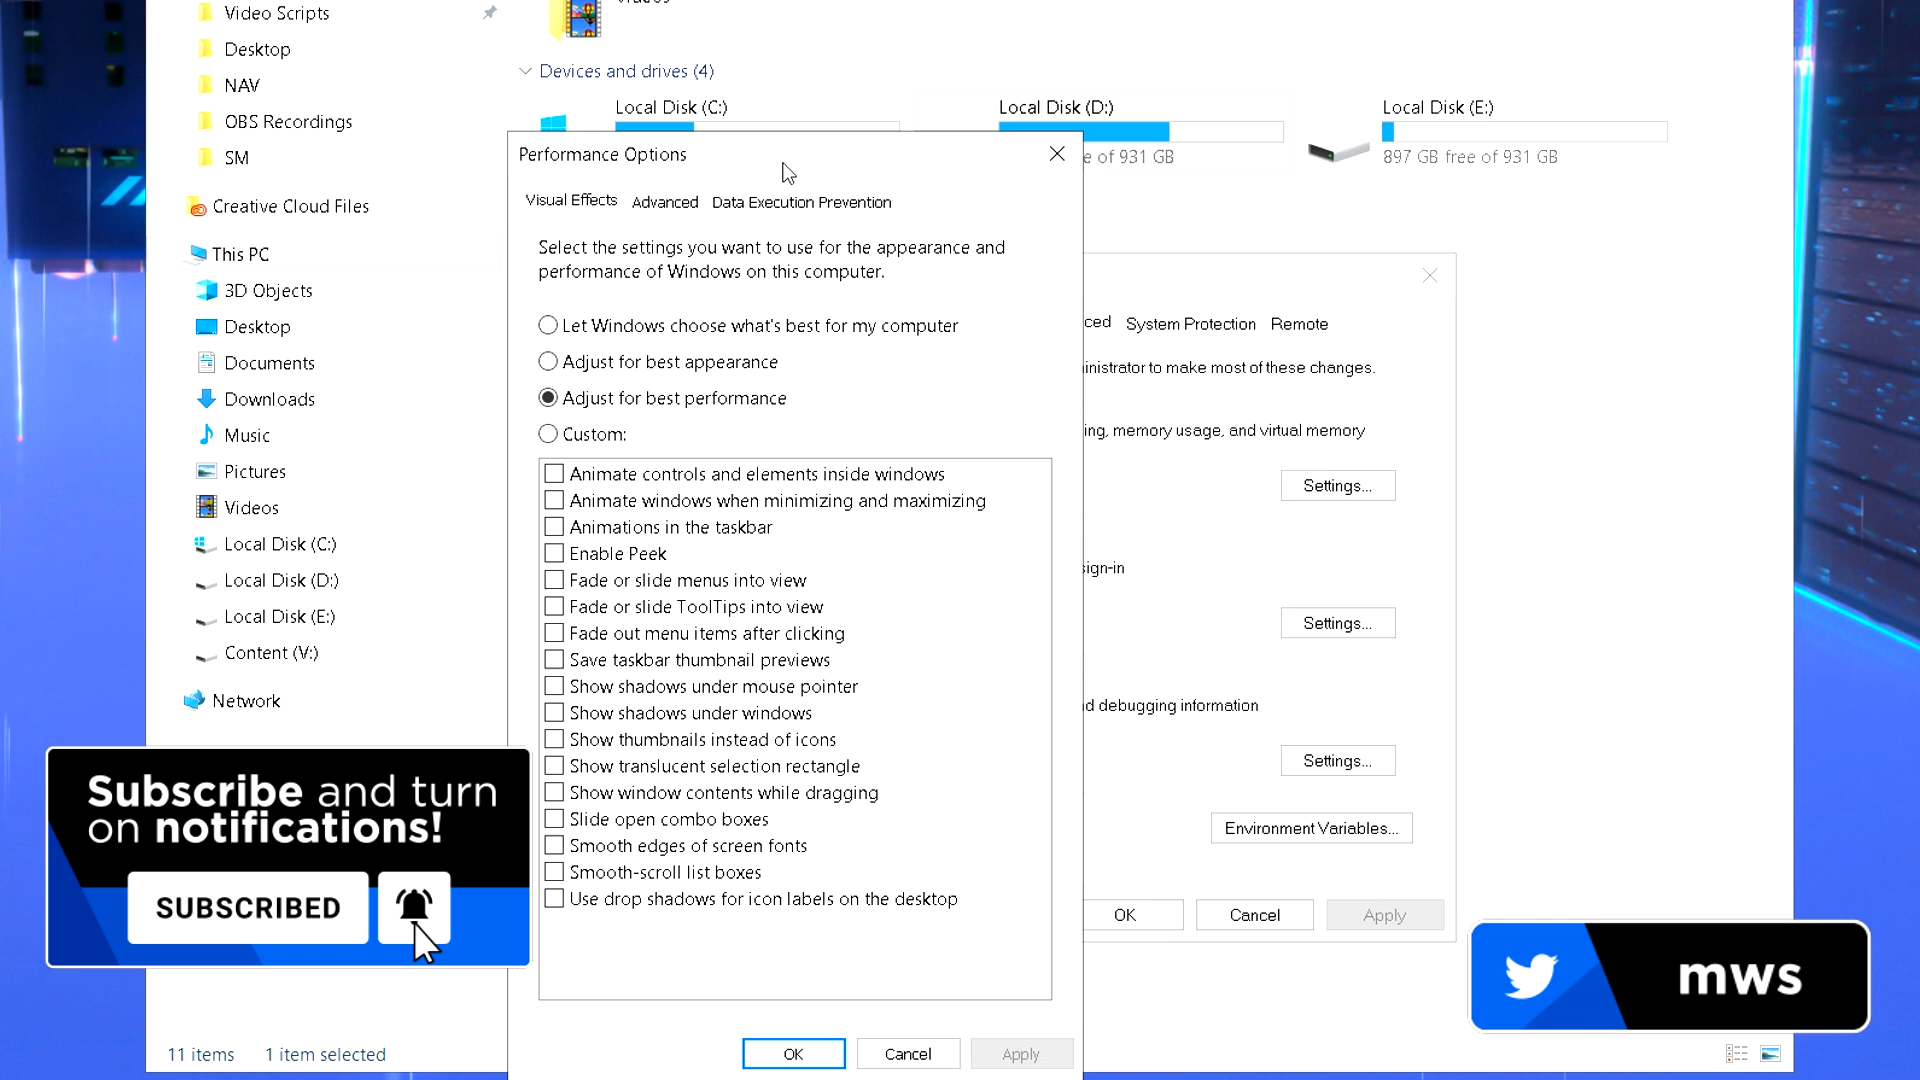 Video Scripts
Desktop
NAV
OBS Recordings
SM
Creative Cloud Files
This PC
3D Objects
Desktop
Documents
Downloads
Music
Pictures
Videos
Local Disk (C:)
Local Disk (D:)
Local Disk (E:)
Content (V:)
Network
11 items 1 item selected
Devices and drives (4)
Local Disk (C:)
Local Disk (D:)
e of 931 GB
Local Disk (E:)
897 GB free of 931 GB
Performance Options
Visual Effects Advanced Data Execution Prevention
Select the settings you want to use for the appearance and
performance of Windows on this computer.
Let Windows choose what's best for my computer
Adjust for best appearance
Adjust for best performance
Custom:
Animate controls and elements inside windows
Animate windows when minimizing and maximizing
Animations in the taskbar
Enable Peek
Fade or slide menus into view
Fade or slide ToolTips into view
Fade out menu items after clicking
Save taskbar thumbnail previews
Show shadows under mouse pointer
Show shadows under windows
Show thumbnails instead of icons
Show translucent selection rectangle
Show window contents while dragging
Slide open combo boxes
Smooth edges of screen fonts
Smooth-scroll list boxes
Use drop shadows for icon labels on the desktop
OK Cancel Apply
ced System Protection Remote
inistrator to make most of these changes.
ing, memory usage, and virtual memory
Settings...
sign-in
Settings...
d debugging information
Settings...
Environment Variables...
OK Cancel Apply
Subscribe and turn
on notifications!
SUBSCRIBED
mws